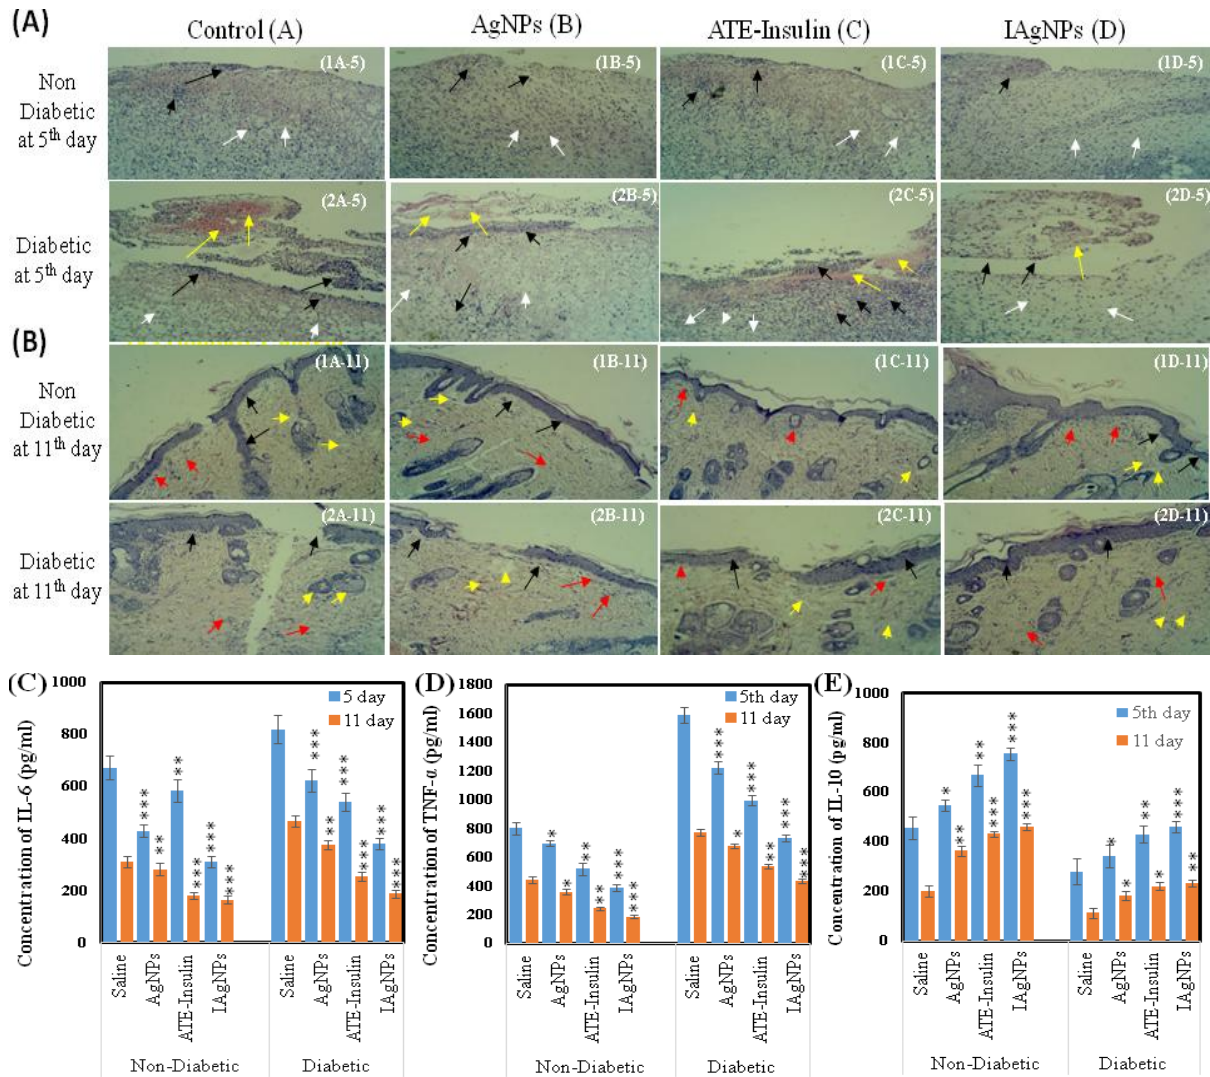 (A)
Control (A)
AgNPs (B)
ATE-Insulin (C)
IAgNPs (D)
Non
Diabetic
at 5th day
(1A-5)
(1B-5)
(1C-5)
(1D-5)
Diabetic
at 5th day
(2A-5)
(2B-5)
(2C-5)
(2D-5)
(B)
Non
Diabetic
at 11th day
(1A-11)
(1B-11)
(1C-11)
(1D-11)
Diabetic
at 11th day
(2A-11)
(2B-11)
(2C-11)
(2D-11)
(C)
Concentration of IL-6 (pg/ml)
1000
800
600
400
200
0
5 day
11 day
***
**
**
***
***
***
***
**
***
***
***
***
Saline
AgNPs
ATE-Insulin
IAgNPs
Saline
AgNPs
ATE-Insulin
IAgNPs
Non-Diabetic
Diabetic
(D)
Concentration of TNF-α (pg/ml)
1800
1600
1400
1200
1000
800
600
400
200
0
5th day
11 day
*
*
**
**
***
***
***
*
***
**
***
***
Saline
AgNPs
ATE-Insulin
IAgNPs
Saline
AgNPs
ATE-Insulin
IAgNPs
Non-Diabetic
Diabetic
(E)
Concentration of IL-10 (pg/ml)
1000
800
600
400
200
0
5th day
11 day
*
**
**
***
***
***
*
*
**
*
***
**
Saline
AgNPs
ATE-Insulin
IAgNPs
Saline
AgNPs
ATE-Insulin
IAgNPs
Non-Diabetic
Diabetic